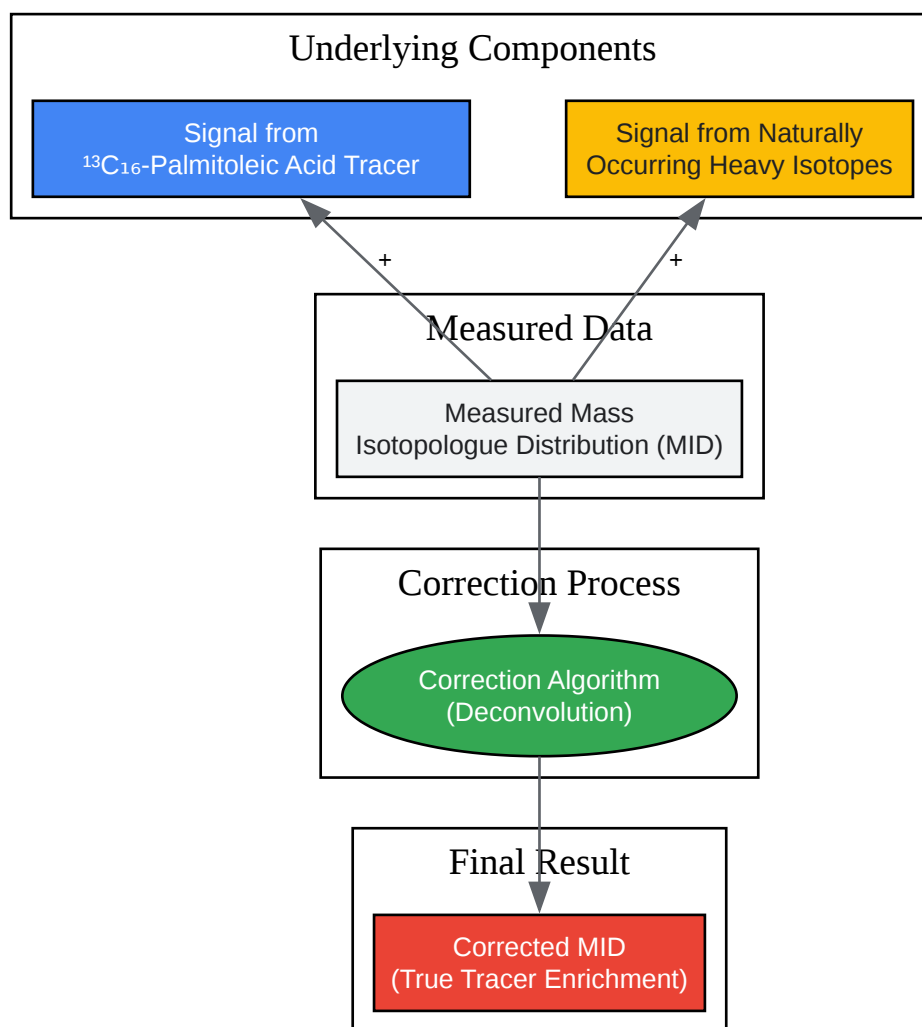 Underlying Components
Signal from
¹³C₁₆-Palmitoleic Acid Tracer
Signal from Naturally
Occurring Heavy Isotopes
+
+
Measured Data
Measured Mass
Isotopologue Distribution (MID)
Correction Process
Correction Algorithm
(Deconvolution)
Final Result
Corrected MID
(True Tracer Enrichment)